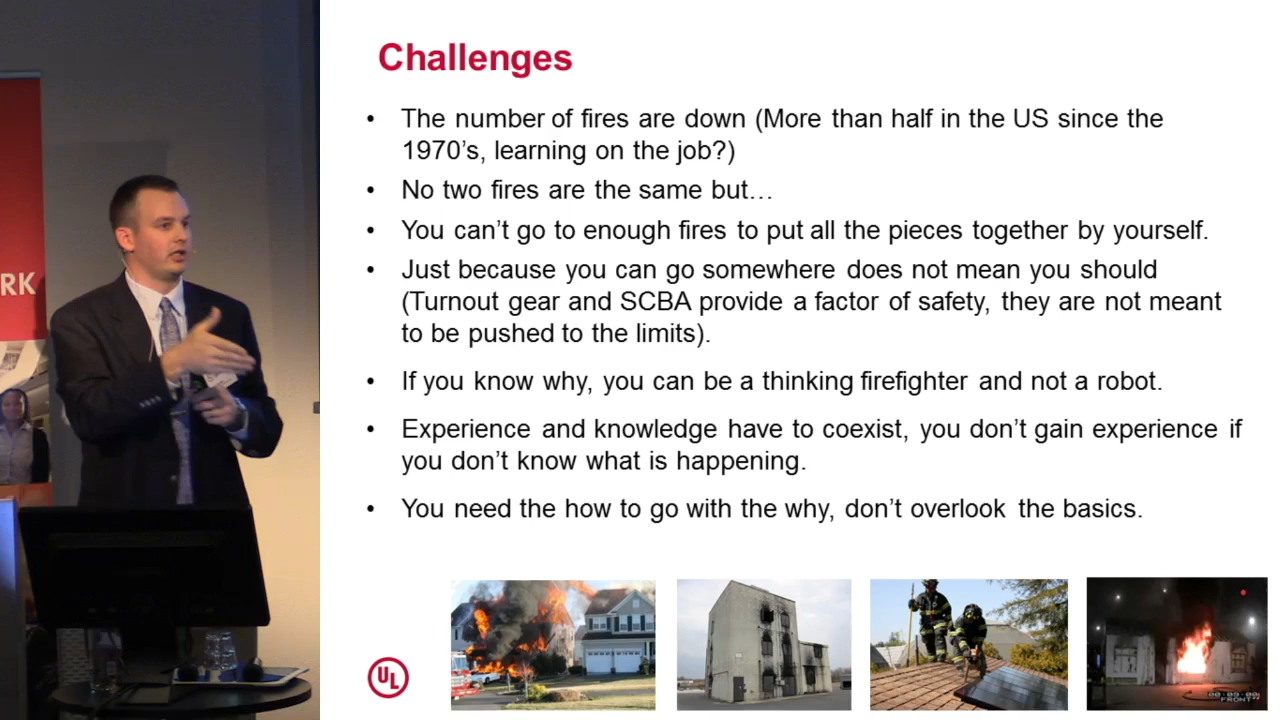 Challenges
• The number of fires are down (More than half in the US since the
1970’s, learning on the job?)
• No two fires are the same but…
• You can’t go to enough fires to put all the pieces together by yourself.
• Just because you can go somewhere does not mean you should
(Turnout gear and SCBA provide a factor of safety, they are not meant
to be pushed to the limits).
• If you know why, you can be a thinking firefighter and not a robot.
• Experience and knowledge have to coexist, you don’t gain experience if
you don’t know what is happening.
• You need the how to go with the why, don’t overlook the basics.
RK
UL
00:09:00
FRONT